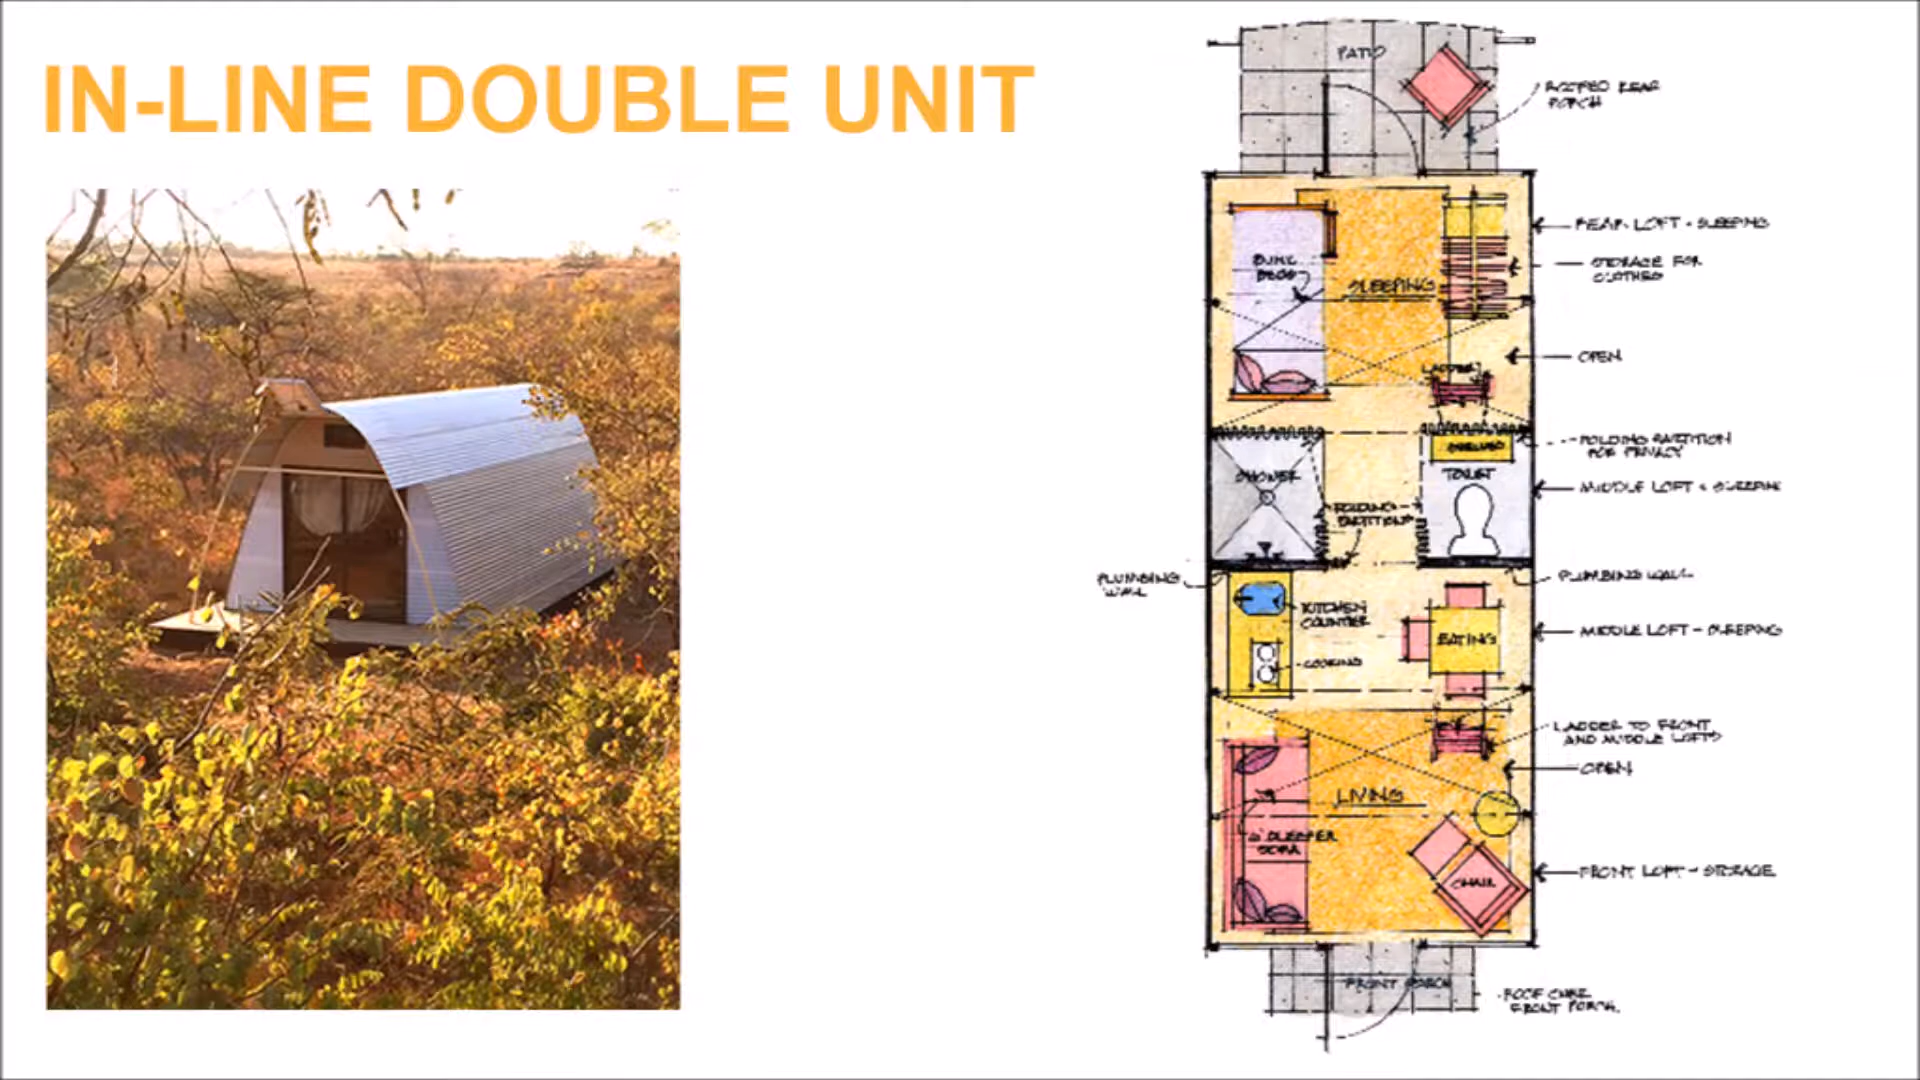 IN-LINE DOUBLE UNIT
PATIO
ROOFED REAR
PORCH
REAR LOFT - SLEEPING
BUNK
BEDS
SLEEPING
STORAGE FOR
CLOTHES
OPEN
LADDER
FOLDING PARTITION
FOR PRIVACY
SHELVES
SHOWER
TOILET
MIDDLE LOFT - SLEEPING
FOLDING
PARTITION
PLUMBING
WALL
PLUMBING WALL
KITCHEN
COUNTER
EATING
MIDDLE LOFT - SLEEPING
COOKING
LADDER TO FRONT
AND MIDDLE LOFTS
OPEN
LIVING
SLEEPER
SOFA
CHAIR
FRONT LOFT - STORAGE
FRONT PORCH
ROOF OVER
FRONT PORCH